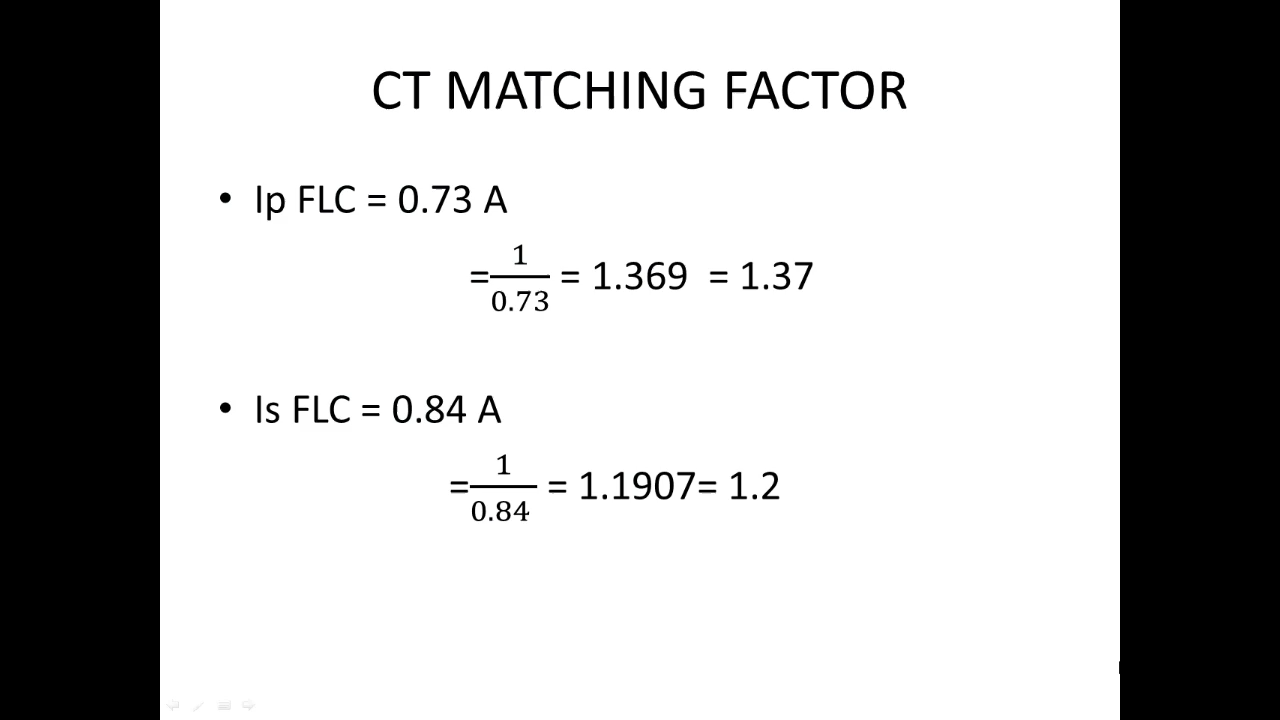 CT MATCHING FACTOR
• Ip FLC = 0.73 A
=1/0.73 = 1.369 = 1.37
• Is FLC = 0.84 A
=1/0.84 = 1.1907= 1.2